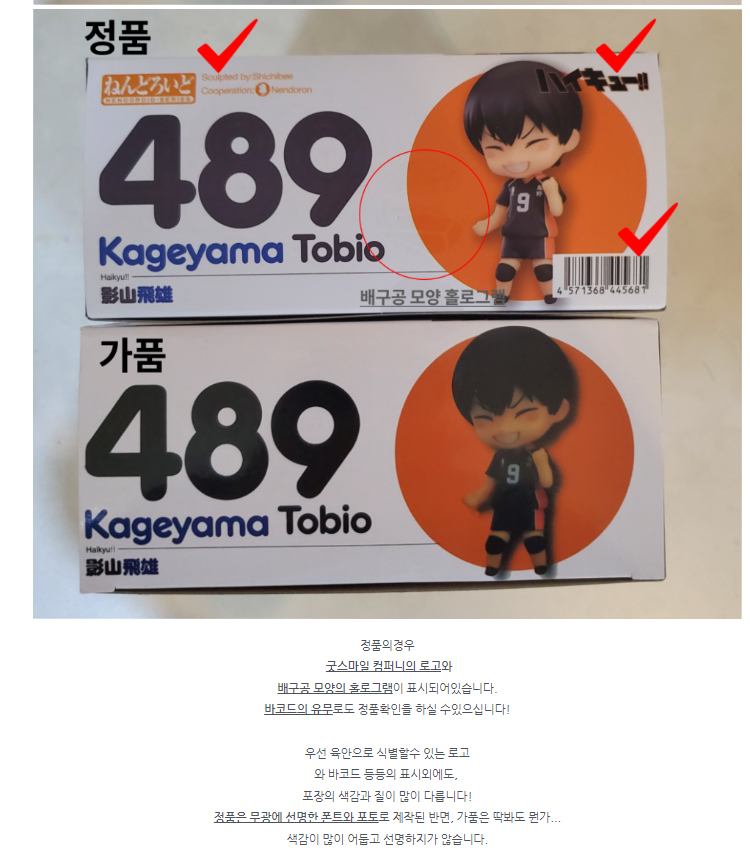 정품
ねんどろいど
NENDOROID SERIES
Sculpted by:Shichibee
Cooperation: Nendoron
ハイキュー!!
489
9
Kageyama Tobio
Haikyu!!
影山飛雄
배구공 모양 홀로그램
4 571368 445681
가품
489
9
Kageyama Tobio
Haikyu!!
影山飛雄
정품의경우
굿스마일 컴퍼니의 로고와
배구공 모양의 홀로그램이 표시되어있습니다.
바코드의 유무로도 정품확인을 하실 수있으십니다!
우선 육안으로 식별할수 있는 로고
와 바코드 등등의 표시외에도,
포장의 색감과 질이 많이 다릅니다!
정품은 무광에 선명한 폰트와 포토로 제작된 반면, 가품은 딱봐도 뭔가...
색감이 많이 어둡고 선명하지가 않습니다.